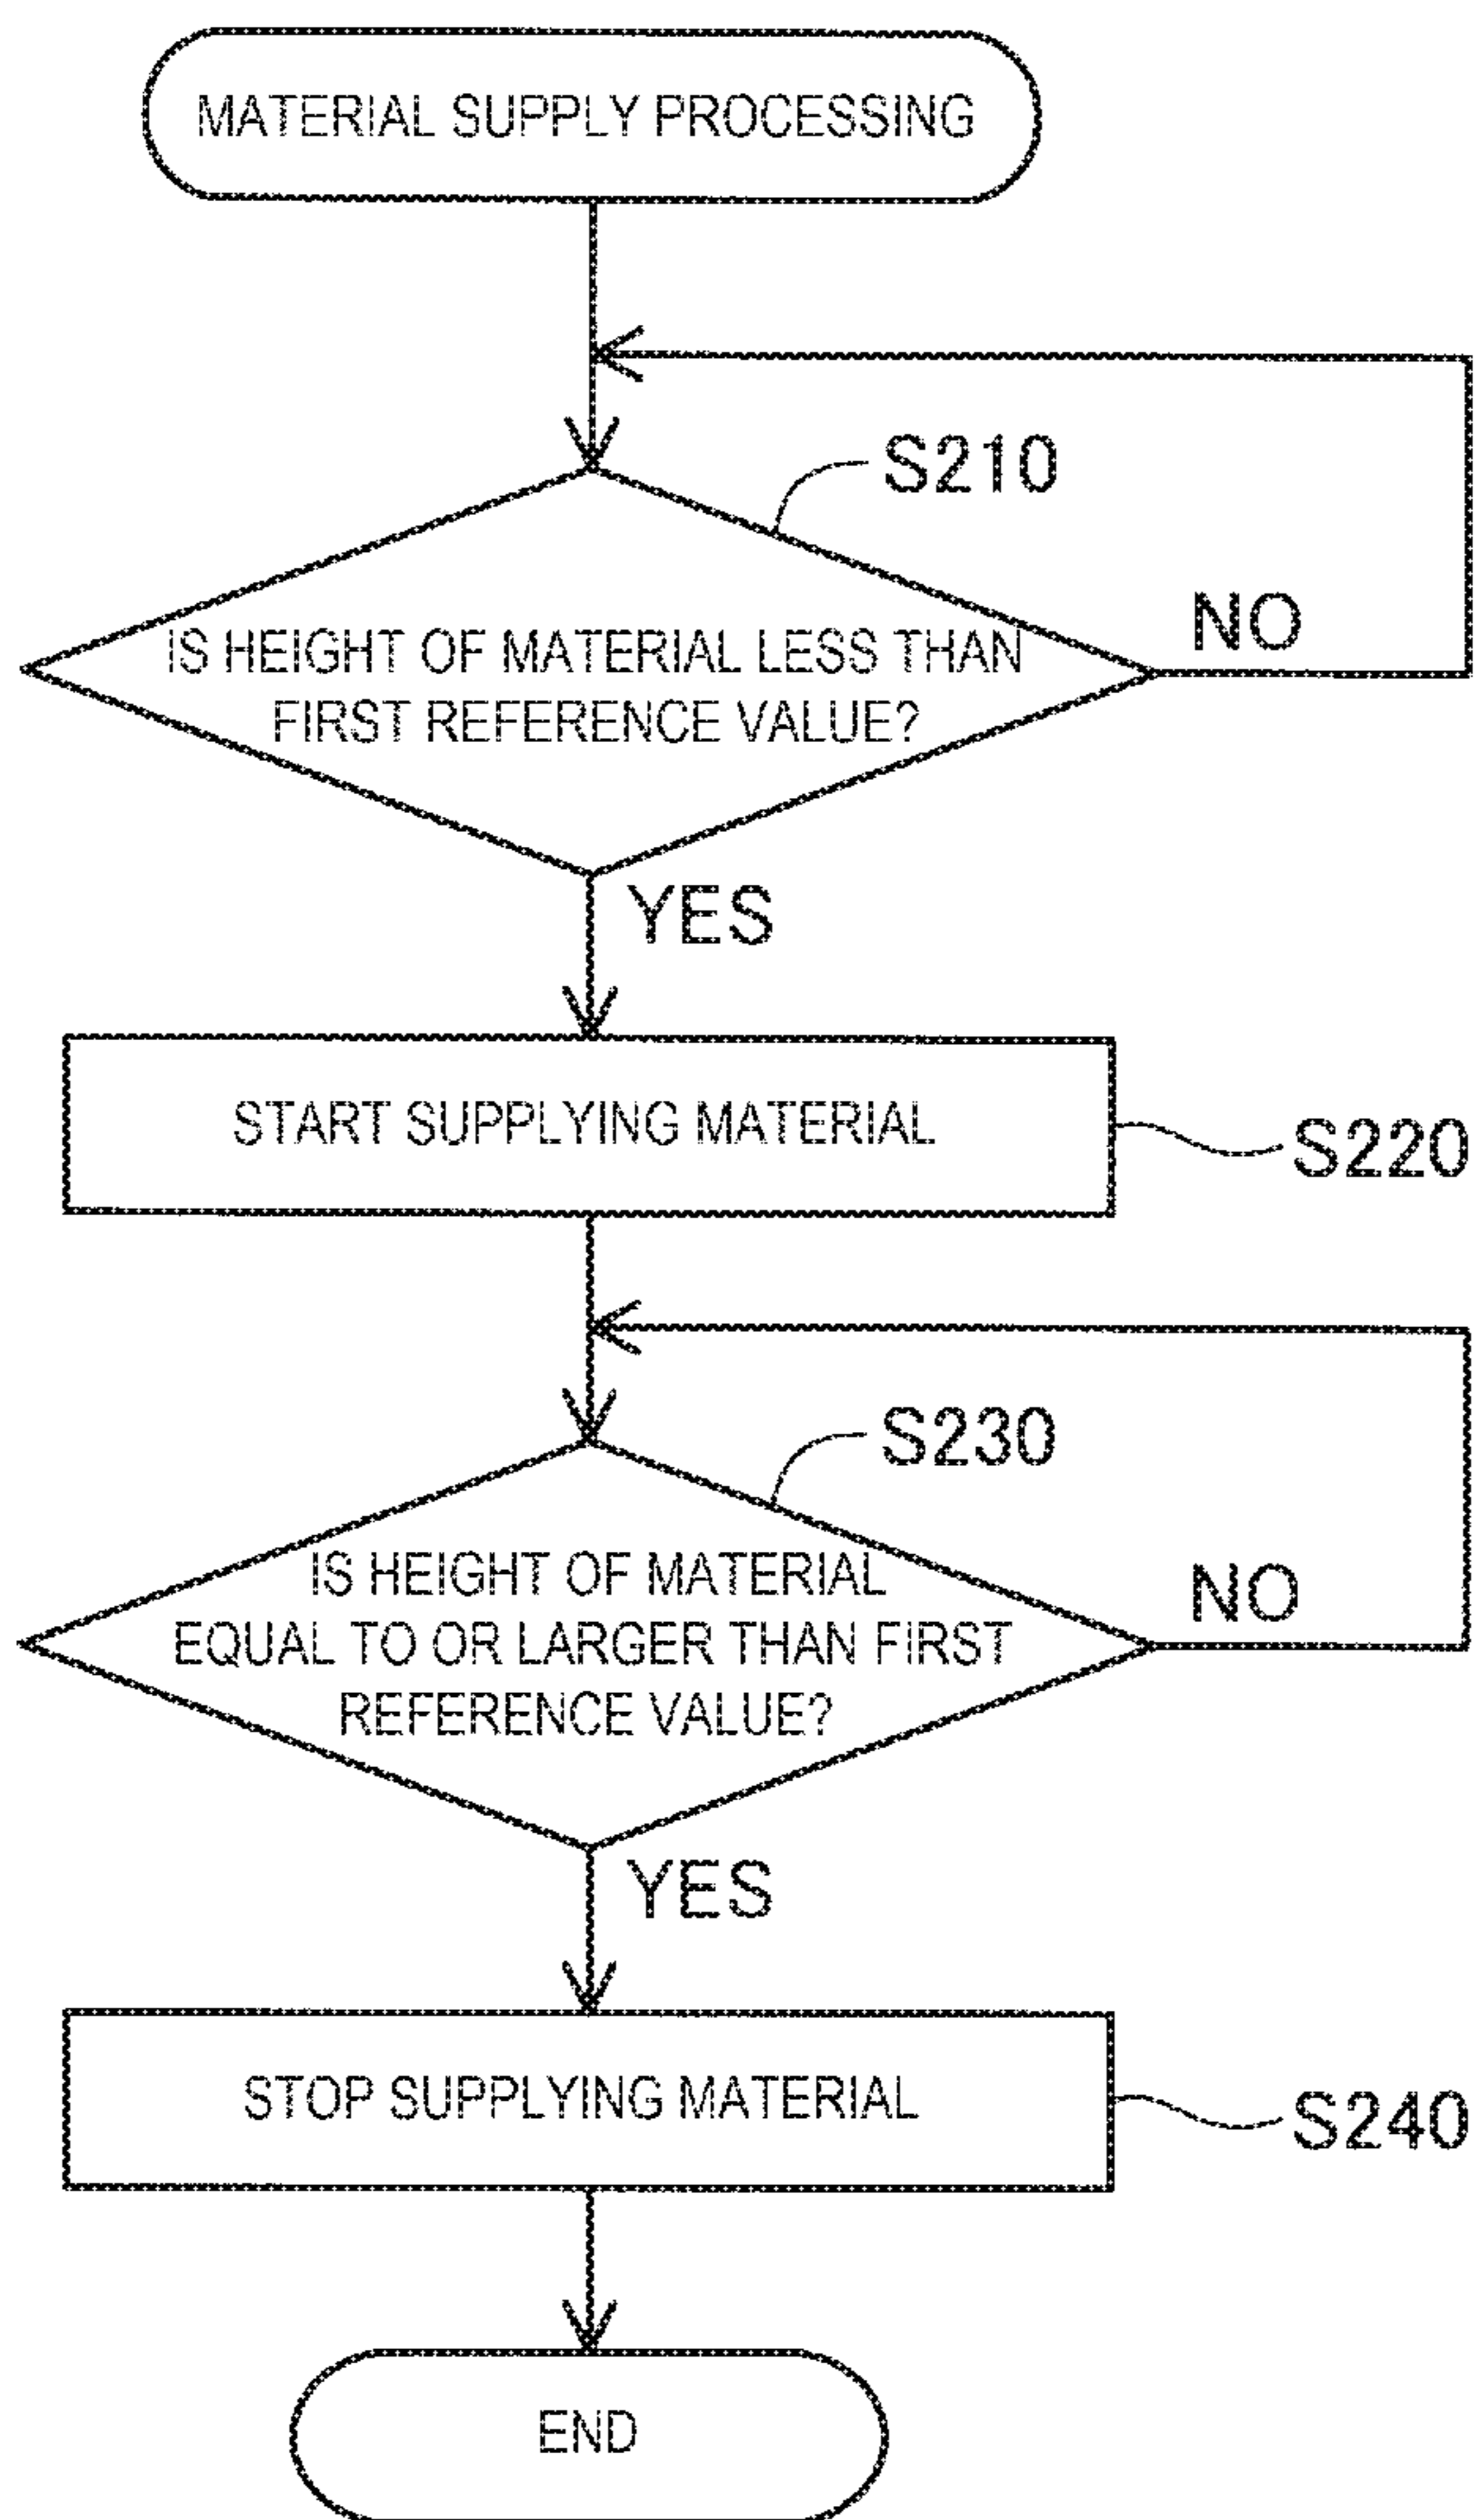 MATERIAL SUPPLY PROCESSING
S210
IS HEIGHT OF MATERIAL LESS THAN
FIRST REFERENCE VALUE?
NO
YES
START SUPPLYING MATERIAL
S220
S230
IS HEIGHT OF MATERIAL
EQUAL TO OR LARGER THAN FIRST
REFERENCE VALUE?
NO
YES
STOP SUPPLYING MATERIAL
S240
END